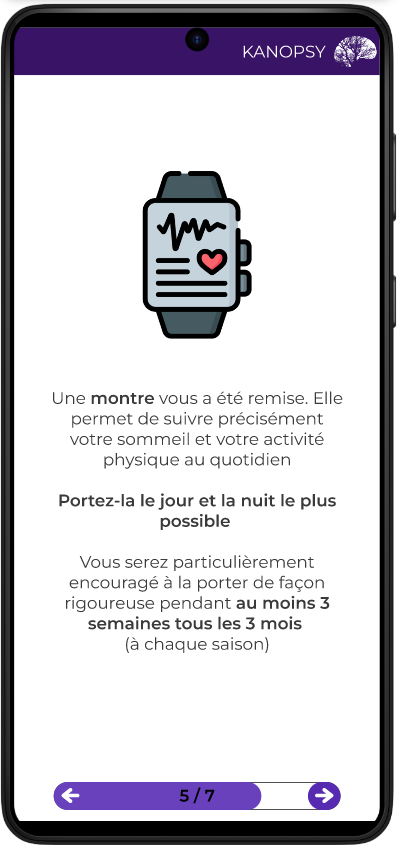 KANOPSY
Une montre vous a été remise. Elle
permet de suivre précisément
votre sommeil et votre activité
physique au quotidien
Portez-la le jour et la nuit le plus
possible
Vous serez particulièrement
encouragé à la porter de façon
rigoureuse pendant au moins 3
semaines tous les 3 mois
(à chaque saison)
5 / 7